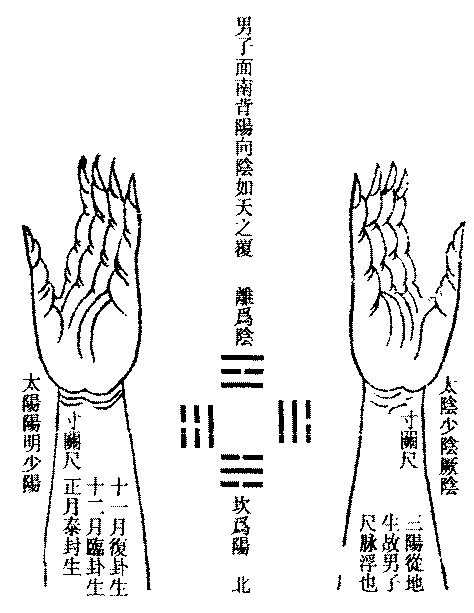 男子面南背陽向陰如天之覆
離爲陰
坎爲陽
北
太陰少陰厥陰
寸關尺
三陽從地
生故男子
尺脉浮也
寸關尺
太陽陽明少陽
十一月復卦生
十二月臨卦生
正月泰封生